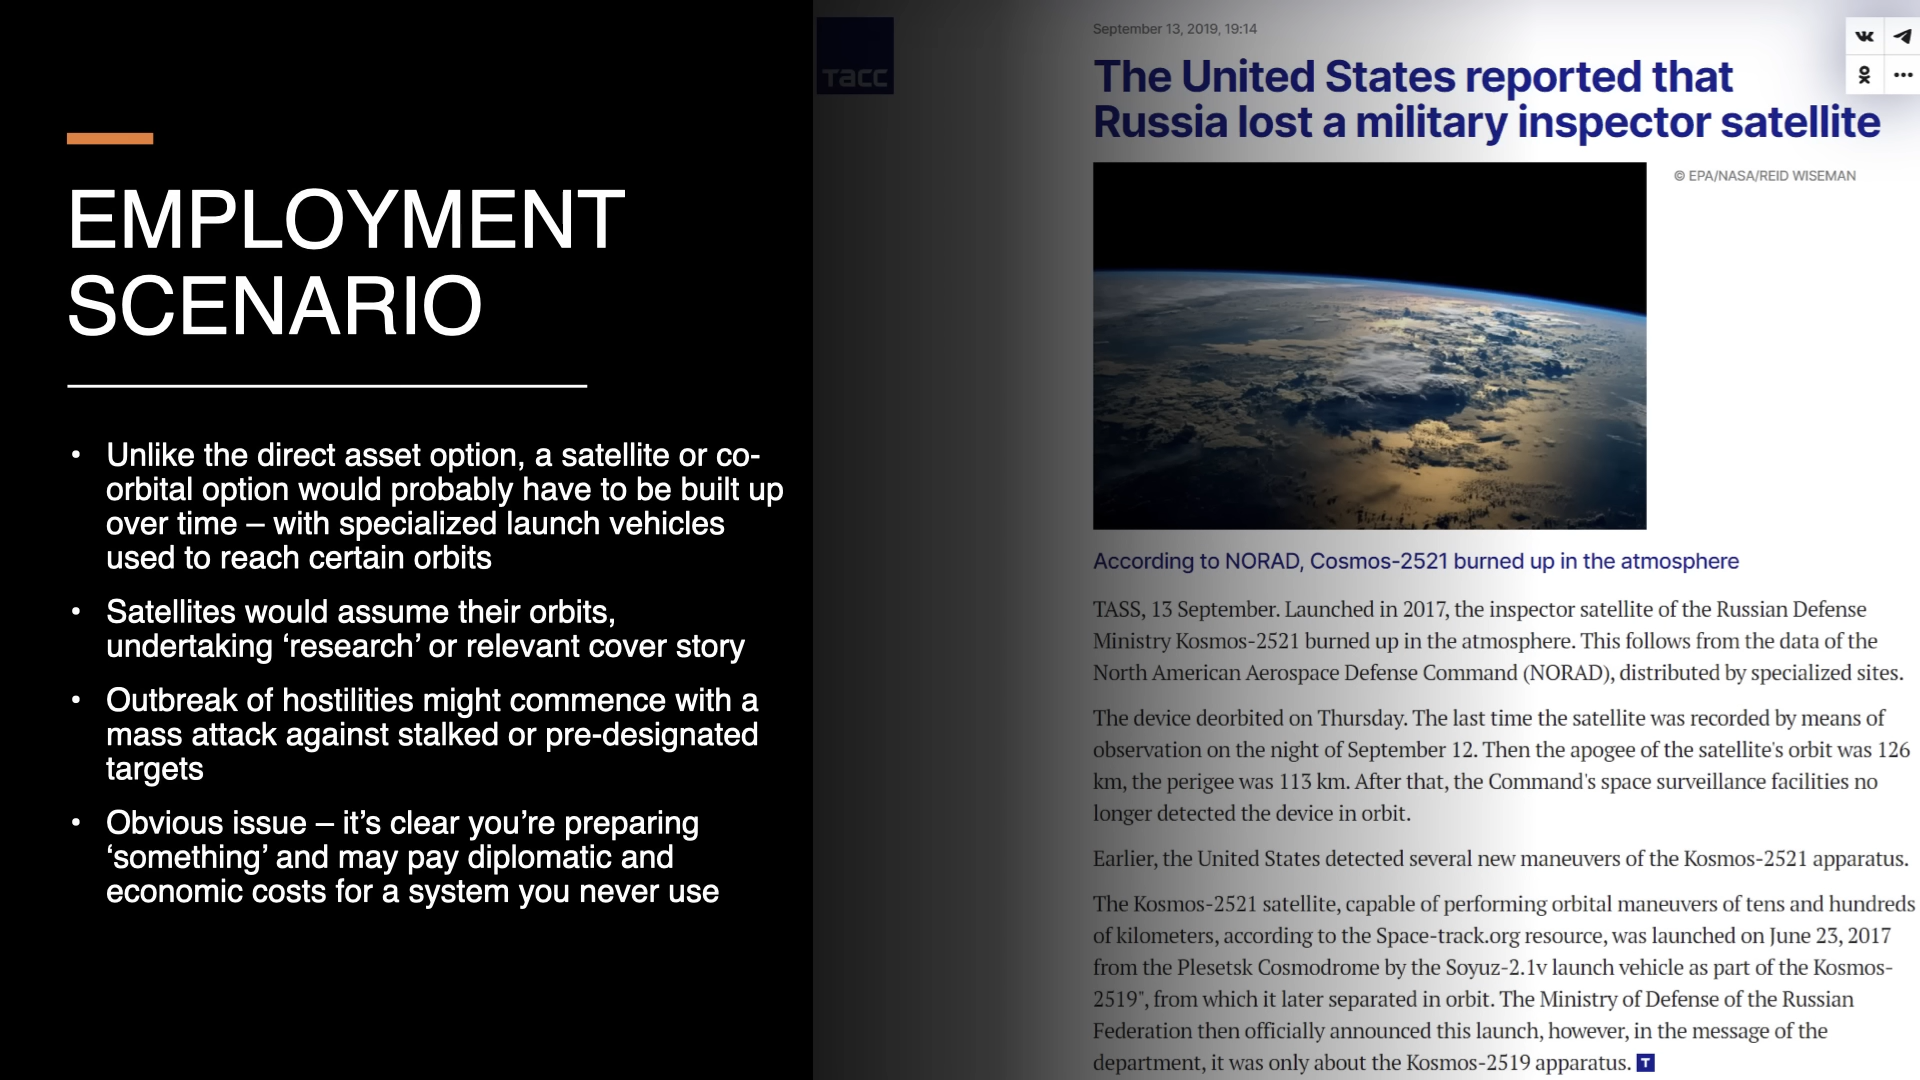 EMPLOYMENT
SCENARIO
• Unlike the direct asset option, a satellite or co-
orbital option would probably have to be built up
over time – with specialized launch vehicles
used to reach certain orbits
• Satellites would assume their orbits,
undertaking ‘research’ or relevant cover story
• Outbreak of hostilities might commence with a
mass attack against stalked or pre-designated
targets
• Obvious issue – it’s clear you’re preparing
‘something’ and may pay diplomatic and
economic costs for a system you never use
тасс
September 13, 2019, 19:14
The United States reported that
Russia lost a military inspector satellite
© EPA/NASA/REID WISEMAN
According to NORAD, Cosmos-2521 burned up in the atmosphere
TASS, 13 September. Launched in 2017, the inspector satellite of the Russian Defense
Ministry Kosmos-2521 burned up in the atmosphere. This follows from the data of the
North American Aerospace Defense Command (NORAD), distributed by specialized sites.
The device deorbited on Thursday. The last time the satellite was recorded by means of
observation on the night of September 12. Then the apogee of the satellite's orbit was 126
km, the perigee was 113 km. After that, the Command's space surveillance facilities no
longer detected the device in orbit.
Earlier, the United States detected several new maneuvers of the Kosmos-2521 apparatus.
The Kosmos-2521 satellite, capable of performing orbital maneuvers of tens and hundreds
of kilometers, according to the Space-track.org resource, was launched on June 23, 2017
from the Plesetsk Cosmodrome by the Soyuz-2.1v launch vehicle as part of the Kosmos-
2519", from which it later separated in orbit. The Ministry of Defense of the Russian
Federation then officially announced this launch, however, in the message of the
department, it was only about the Kosmos-2519 apparatus. T